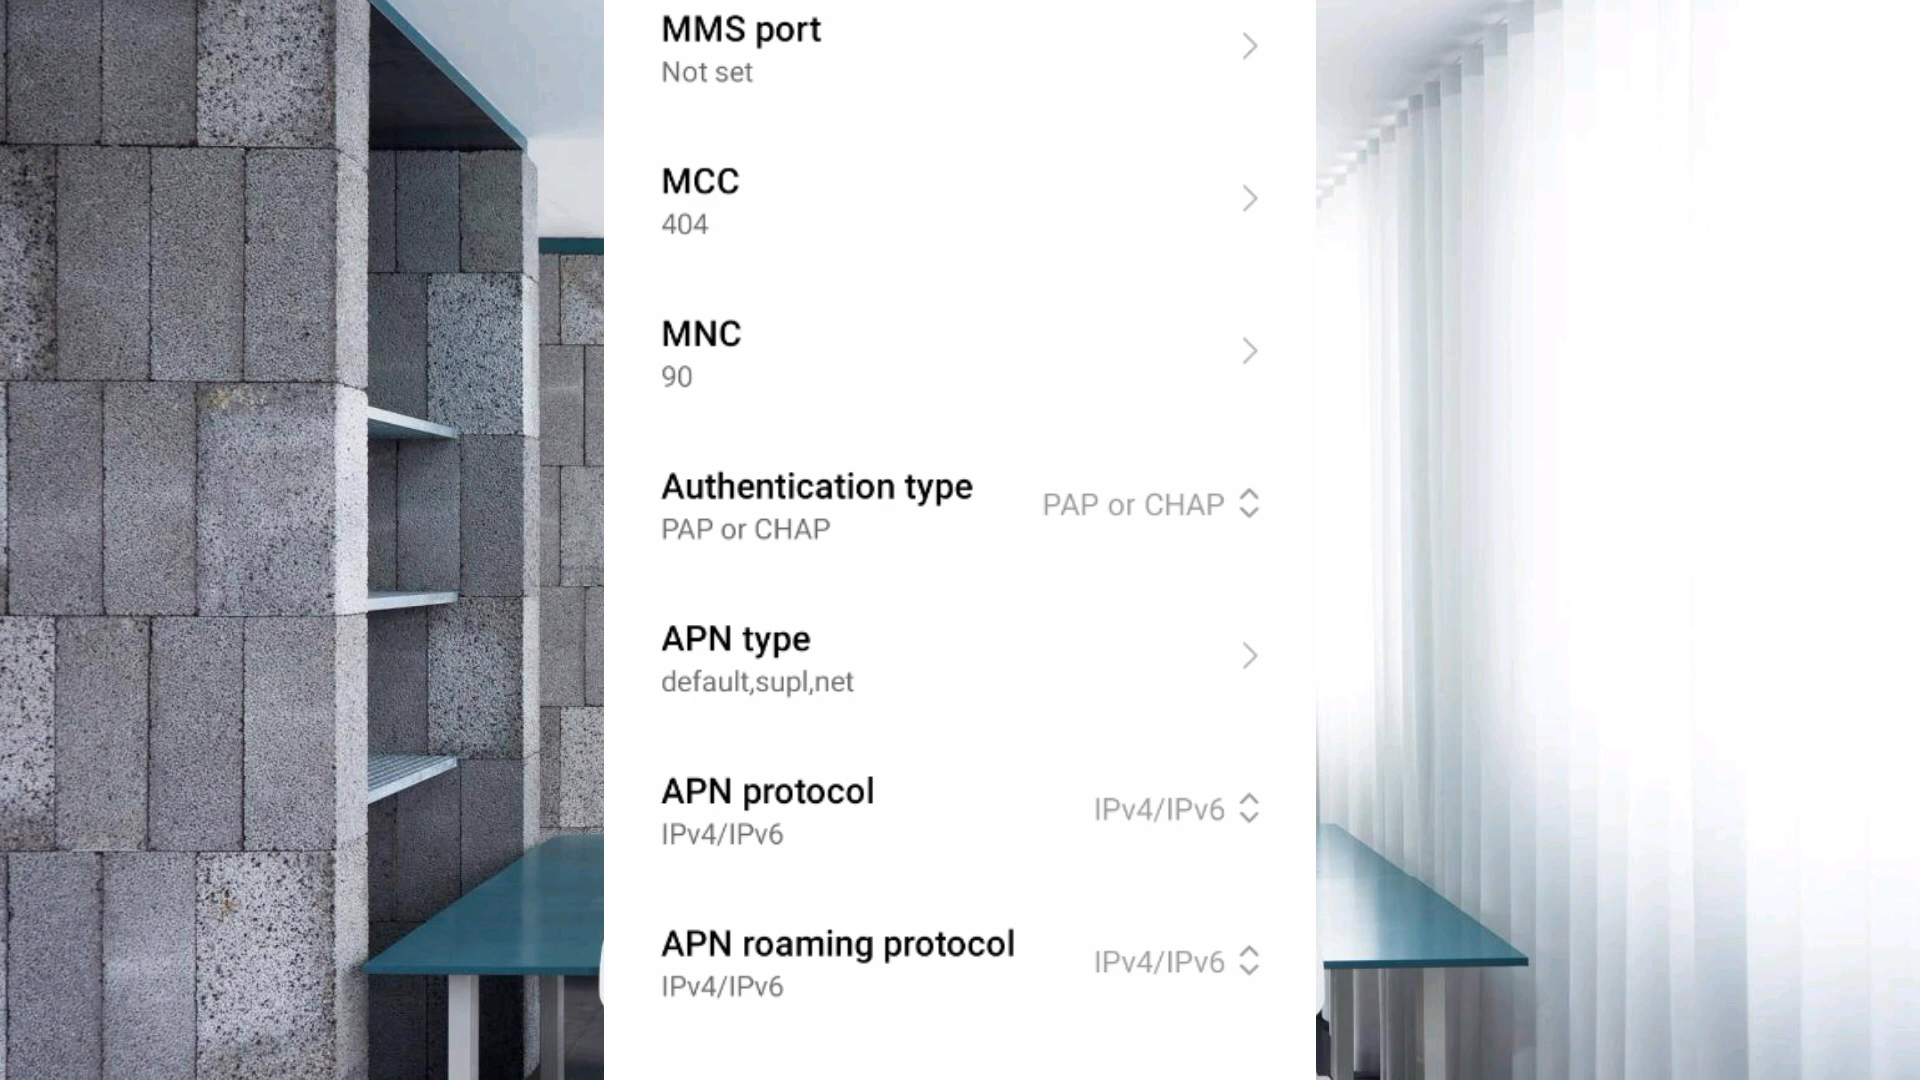 MMS port
Not set
MCC
404
MNC
90
Authentication type
PAP or CHAP
PAP or CHAP
APN type
default,supl,net
APN protocol
IPv4/IPv6
IPv4/IPv6
APN roaming protocol
IPv4/IPv6
IPv4/IPv6